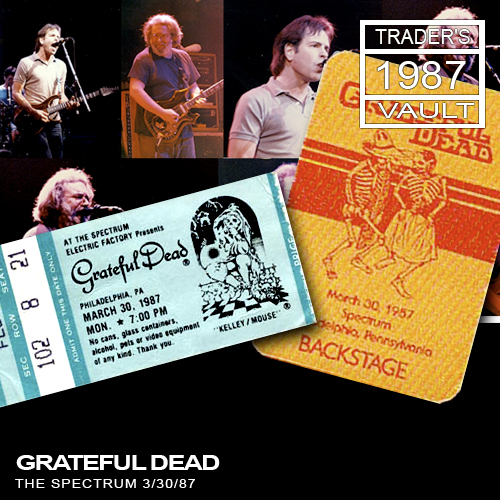 TRADER'S
1987
VAULT
GRATEFUL
DEAD
March 30, 1987
Spectrum
Pennsylvania
BACKSTAGE
AT THE SPECTRUM
ELECTRIC FACTORY Presents
Grateful Dead®
PHILADELPHIA, PA
MARCH 30, 1987
MON. ★ 7:00 PM
No cans, glass containers,
alcohol, pets or video equipment
of any kind. Thank you.
"KELLEY/MOUSE"
PRICE
ADMIT ONE THIS DATE ONLY
SEC ROW SEAT
102 8 21
GRATEFUL DEAD
THE SPECTRUM 3/30/87